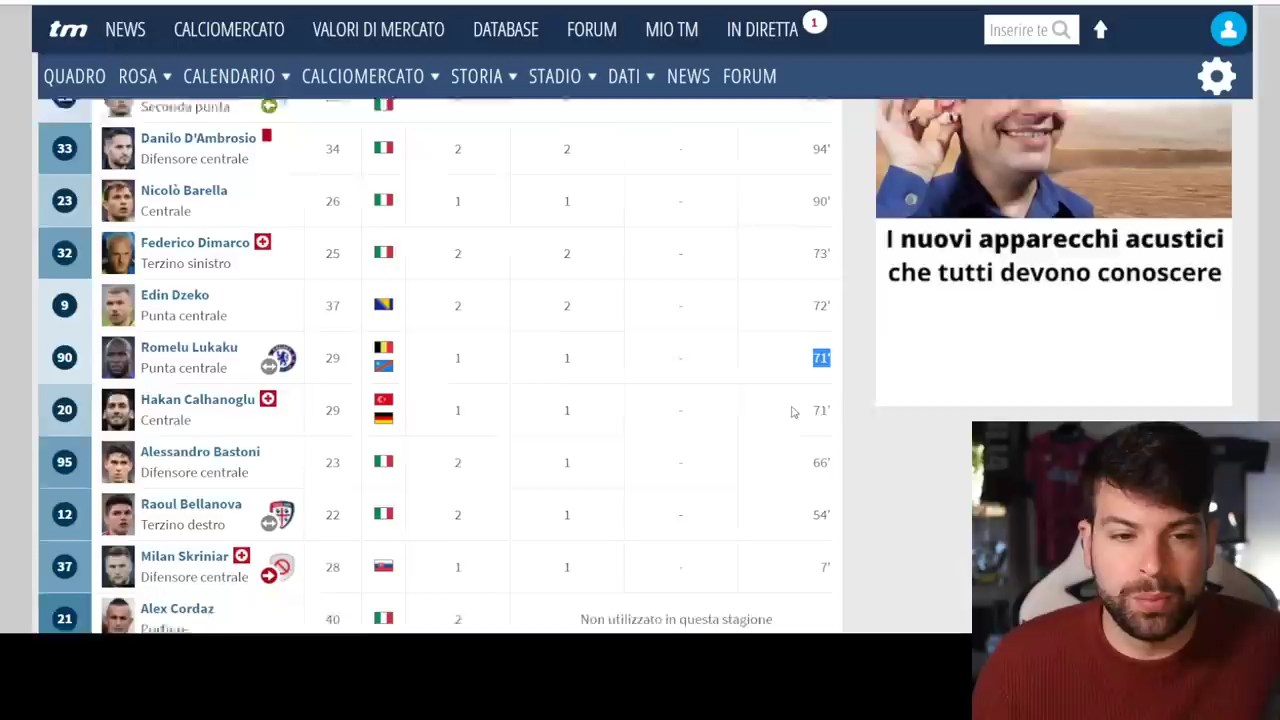 tm NEWS CALCIOMERCATO VALORI DI MERCATO DATABASE FORUM MIO TM IN DIRETTA 1 Inserire te
QUADRO ROSA CALENDARIO CALCIOMERCATO STORIA STADIO DATI NEWS FORUM
Seconda punta
33 Danilo D'Ambrosio 34 2 2 - 94'
Difensore centrale
23 Nicolò Barella 26 1 1 - 90'
Centrale
32 Federico Dimarco 25 2 2 - 73'
Terzino sinistro
9 Edin Dzeko 37 2 2 - 72'
Punta centrale
90 Romelu Lukaku 29 1 1 - 71'
Punta centrale
20 Hakan Calhanoglu 29 1 1 - 71'
Centrale
95 Alessandro Bastoni 23 2 1 - 66'
Difensore centrale
12 Raoul Bellanova 22 2 1 - 54'
Terzino destro
37 Milan Skriniar 28 1 1 - 7'
Difensore centrale
21 Alex Cordaz 40 2 Non utilizzato in questa stagione
I nuovi apparecchi acustici
che tutti devono conoscere